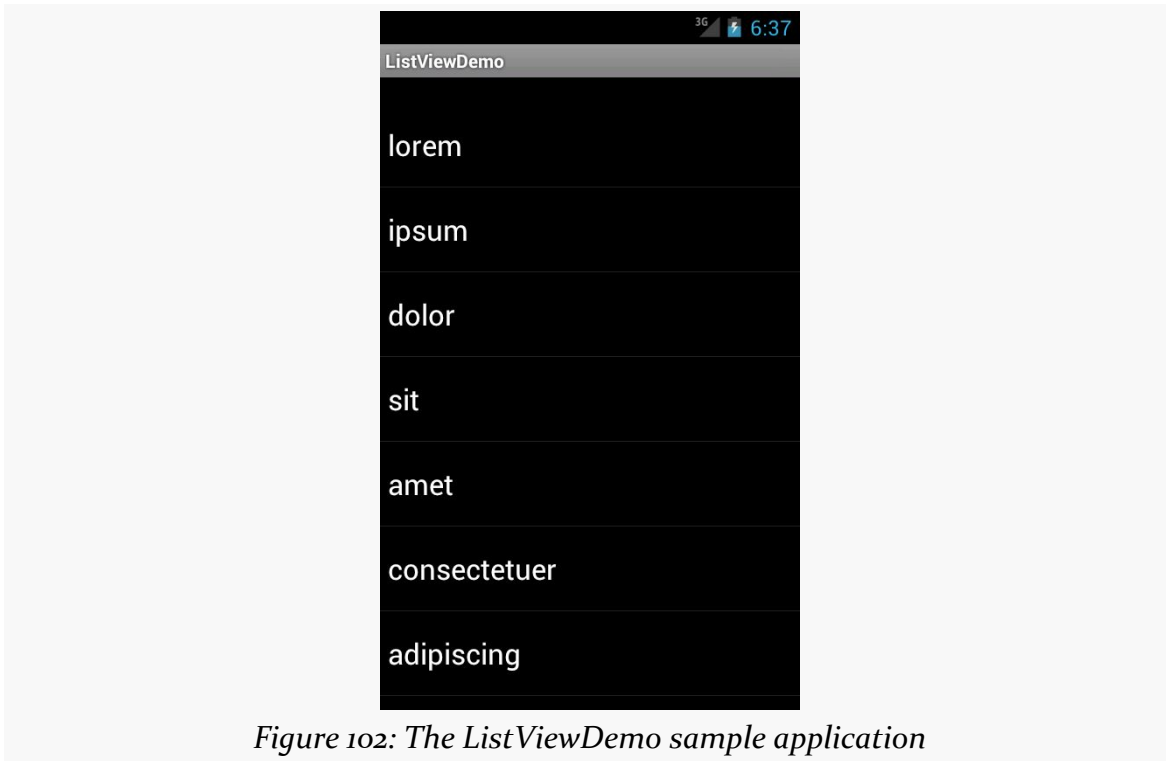 3G 6:37
ListViewDemo
lorem
ipsum
dolor
sit
amet
consectetuer
adipiscing
Figure 102: The ListViewDemo sample application